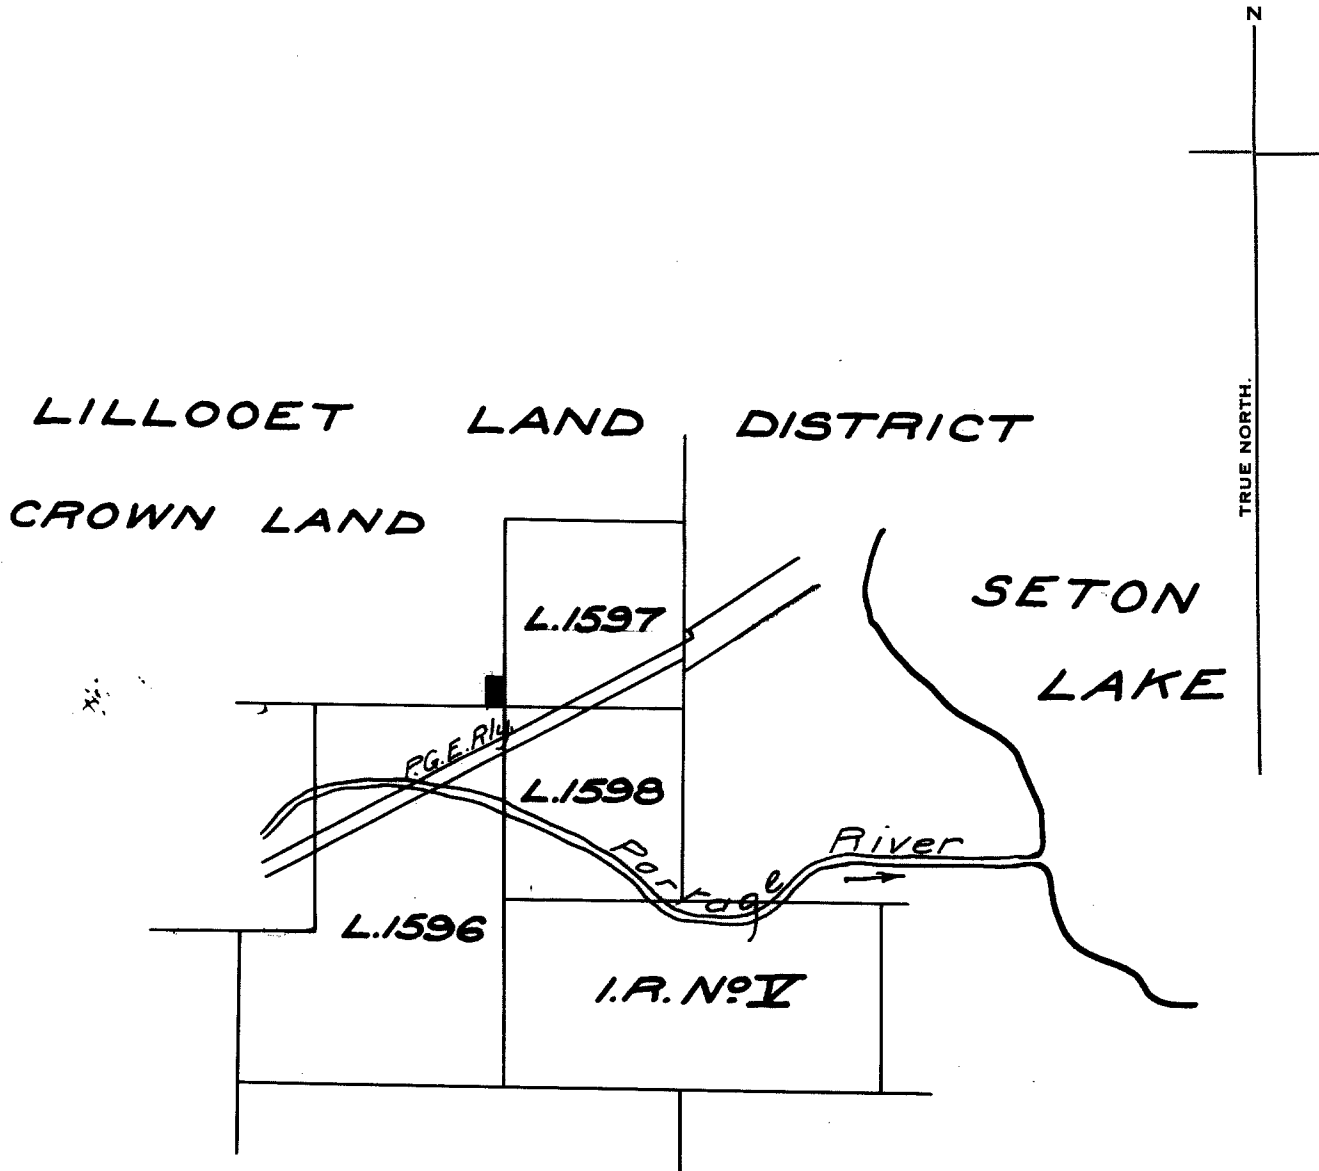 N
TRUE NORTH.
LILLOOET LAND DISTRICT
CROWN LAND
SETON
LAKE
L.1597
P.G.E. Rly.
L.1598
Portage River
L.1596
I.R. Nº V